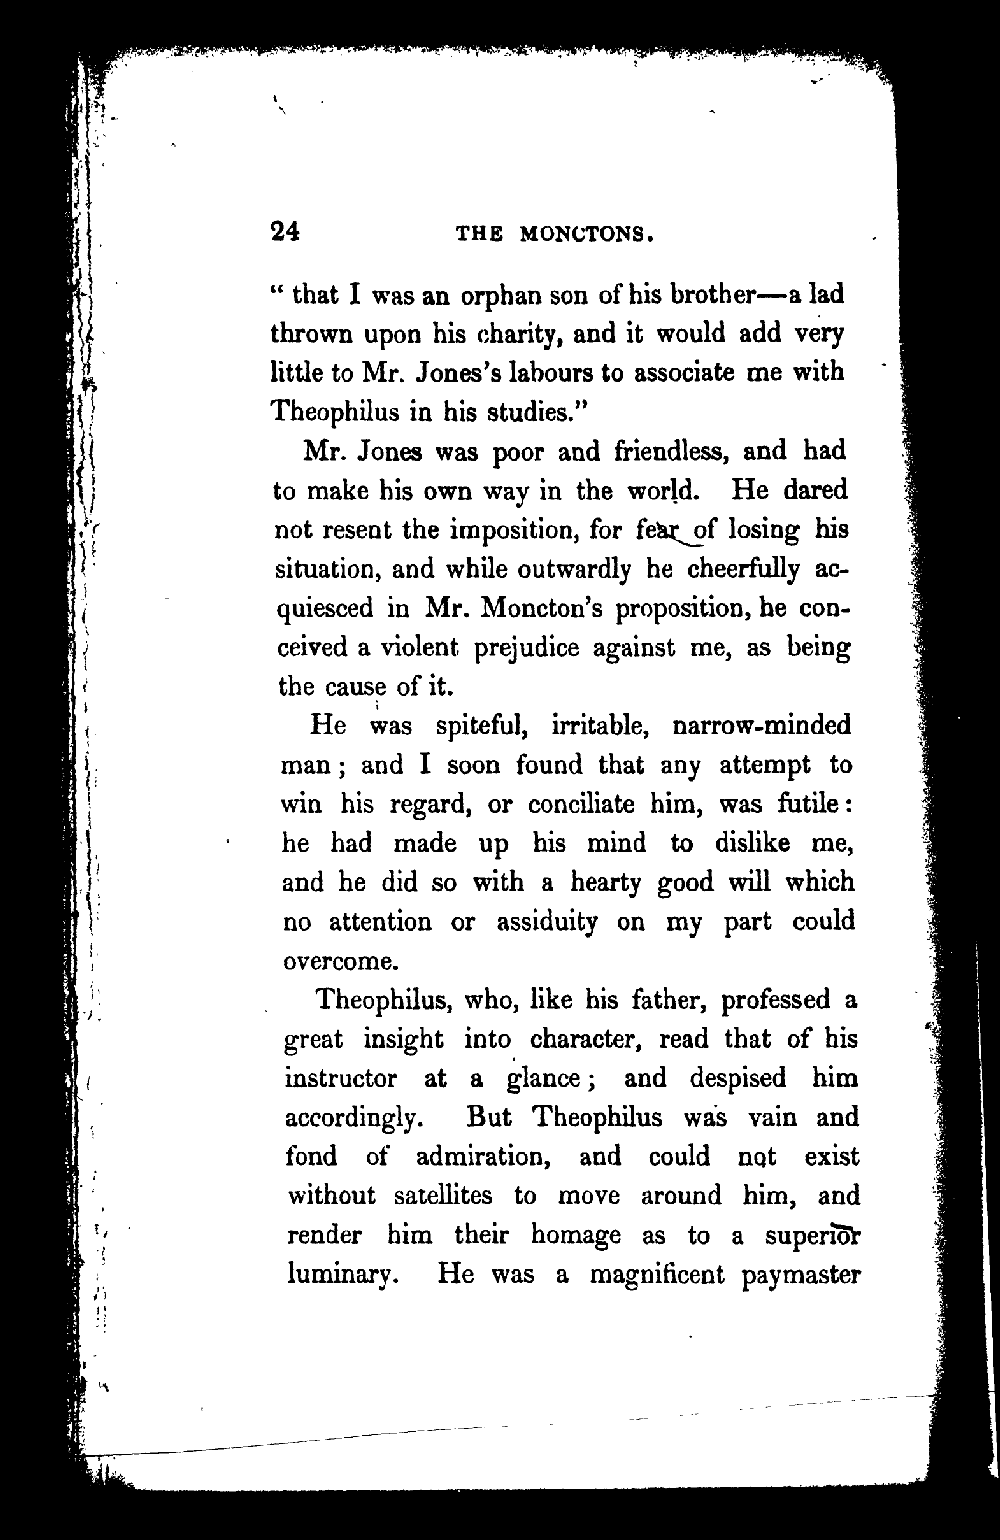 24 THE MONCTONS.
“ that I was an orphan son of his brother—a lad
thrown upon his charity, and it would add very
little to Mr. Jones’s labours to associate me with
Theophilus in his studies.”
Mr. Jones was poor and friendless, and had
to make his own way in the world. He dared
not resent the imposition, for fear of losing his
situation, and while outwardly he cheerfully ac-
quiesced in Mr. Moncton’s proposition, he con-
ceived a violent prejudice against me, as being
the cause of it.
He was spiteful, irritable, narrow-minded
man ; and I soon found that any attempt to
win his regard, or conciliate him, was futile :
he had made up his mind to dislike me,
and he did so with a hearty good will which
no attention or assiduity on my part could
overcome.
Theophilus, who, like his father, professed a
great insight into character, read that of his
instructor at a glance ; and despised him
accordingly. But Theophilus was vain and
fond of admiration, and could not exist
without satellites to move around him, and
render him their homage as to a superior
luminary. He was a magnificent paymaster